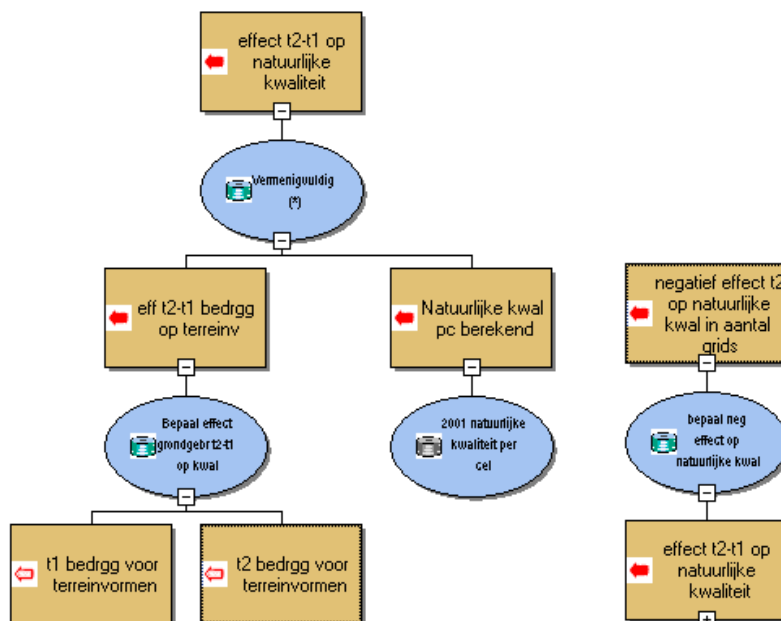 effect t2-t1 op
natuurlijke
kwaliteit
Vermenigvuldig
(*)
eff t2-t1 bedrgg
op terreinv
Natuurlijke kwal
pc berekend
negatief effect t2
op natuurlijke
kwal in aantal
grids
Bepaal effect
grondgebr t2-t1
op kwal
2001 natuurlijke
kwaliteit per
cel
bepaal neg
effect op
natuurlijke kwal
t1 bedrgg voor
terreinvormen
t2 bedrgg voor
terreinvormen
effect t2-t1 op
natuurlijke
kwaliteit